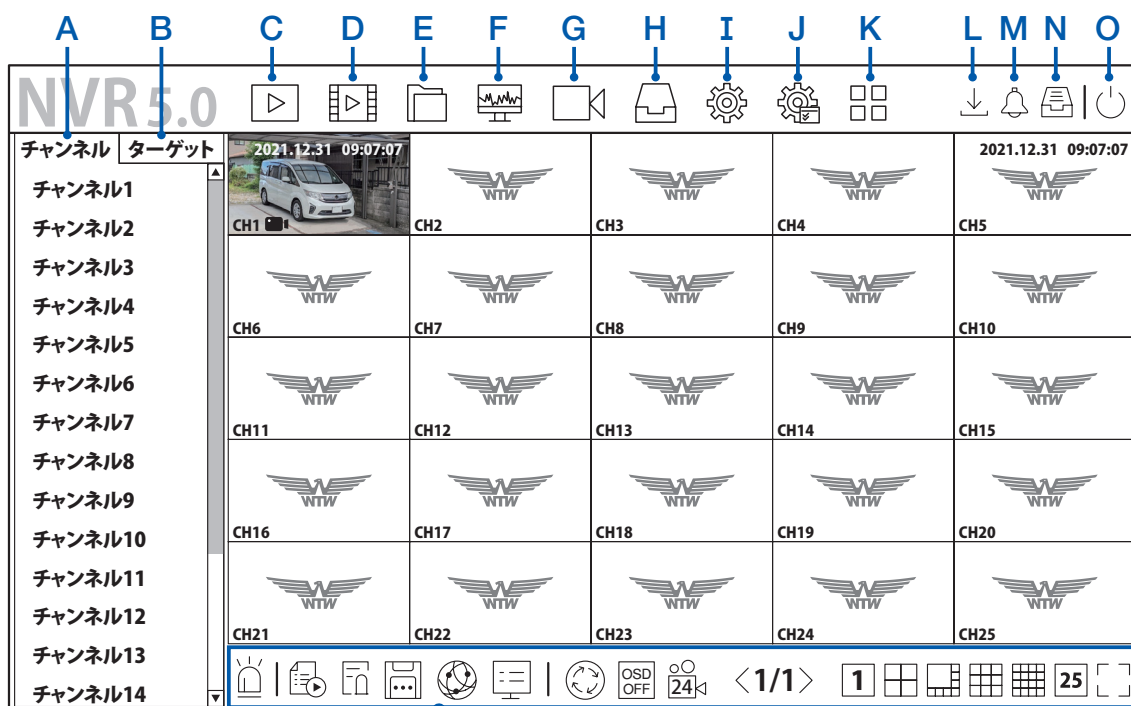 A B C D E F G H I J K L M N O
NVR5.0
チャンネル ターゲット
チャンネル1
チャンネル2
チャンネル3
チャンネル4
チャンネル5
チャンネル6
チャンネル7
チャンネル8
チャンネル9
チャンネル10
チャンネル11
チャンネル12
チャンネル13
チャンネル14
2021.12.31 09:07:07
CH1
WTW
CH2
WTW
CH3
WTW
CH4
2021.12.31 09:07:07
WTW
CH5
WTW
CH6
WTW
CH7
WTW
CH8
WTW
CH9
WTW
CH10
WTW
CH11
WTW
CH12
WTW
CH13
WTW
CH14
WTW
CH15
WTW
CH16
WTW
CH17
WTW
CH18
WTW
CH19
WTW
CH20
WTW
CH21
WTW
CH22
WTW
CH23
WTW
CH24
WTW
CH25
OSD
OFF
24
<1/1>
1
25